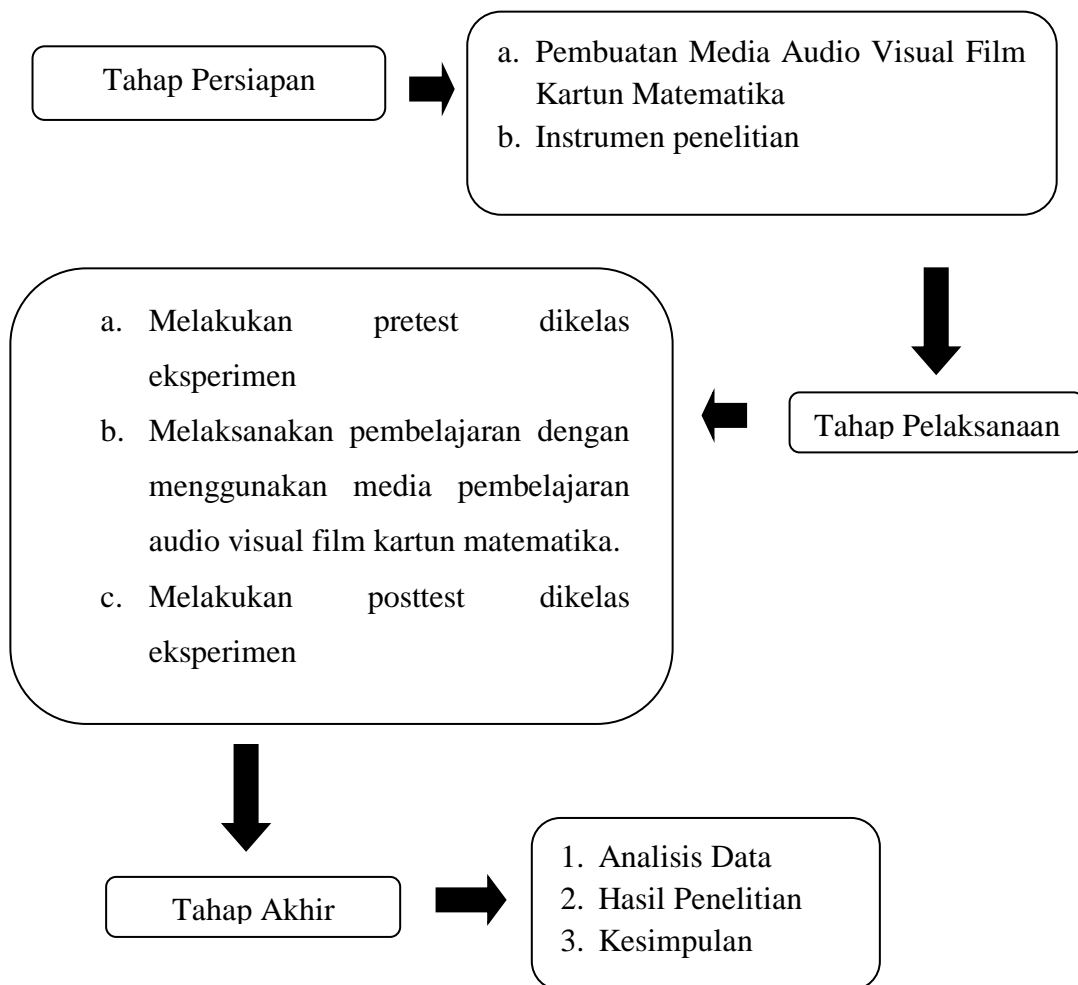 Tahap Persiapan
a. Pembuatan Media Audio Visual Film
Kartun Matematika
b. Instrumen penelitian
Tahap Pelaksanaan
a. Melakukan pretest dikelas
eksperimen
b. Melaksanakan pembelajaran dengan
menggunakan media pembelajaran
audio visual film kartun matematika.
c. Melakukan posttest dikelas
eksperimen
Tahap Akhir
1. Analisis Data
2. Hasil Penelitian
3. Kesimpulan